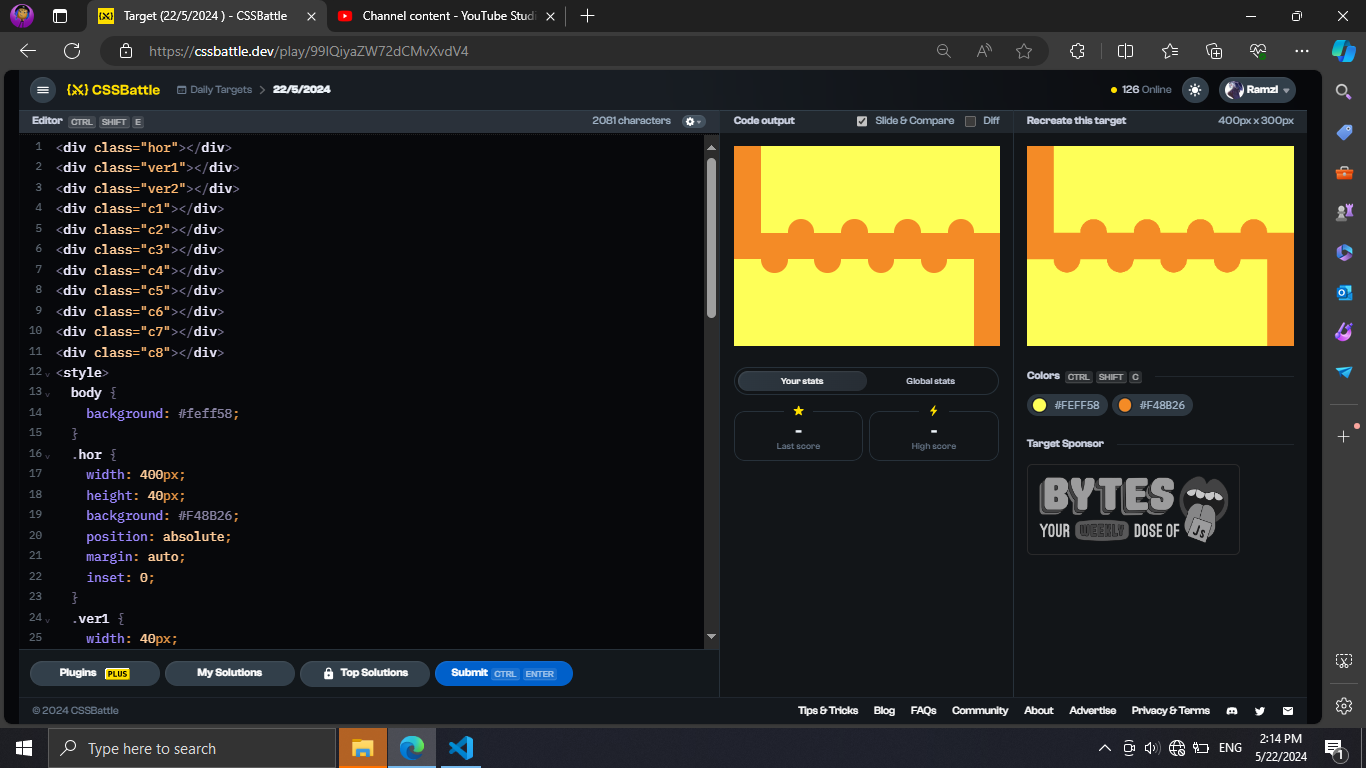 Target (22/5/2024 ) - CSSBattle
Channel content - YouTube Studi
https://cssbattle.dev/play/99lQiyaZW72dCMvXvdV4
CSSBattle
Daily Targets > 22/5/2024
126 Online
Ramzi
Editor CTRL SHIFT E
2081 characters
Code output
Slide & Compare
Diff
Recreate this target
400px x 300px
1 <div class="hor"></div>
2 <div class="ver1"></div>
3 <div class="ver2"></div>
4 <div class="c1"></div>
5 <div class="c2"></div>
6 <div class="c3"></div>
7 <div class="c4"></div>
8 <div class="c5"></div>
9 <div class="c6"></div>
10 <div class="c7"></div>
11 <div class="c8"></div>
12 <style>
13 body {
14 background: #feff58;
15 }
16 .hor {
17 width: 400px;
18 height: 40px;
19 background: #F48B26;
20 position: absolute;
21 margin: auto;
22 inset: 0;
23 }
24 .ver1 {
25 width: 40px;
Your stats
Global stats
-
Last score
-
High score
Colors CTRL SHIFT C
#FEFF58
#F48B26
Target Sponsor
BYTES
YOUR WEEKLY DOSE OF JS
Plugins PLUS
My Solutions
Top Solutions
Submit CTRL ENTER
© 2024 CSSBattle
Tips & Tricks
Blog
FAQs
Community
About
Advertise
Privacy & Terms
Type here to search
ENG
2:14 PM
5/22/2024
1